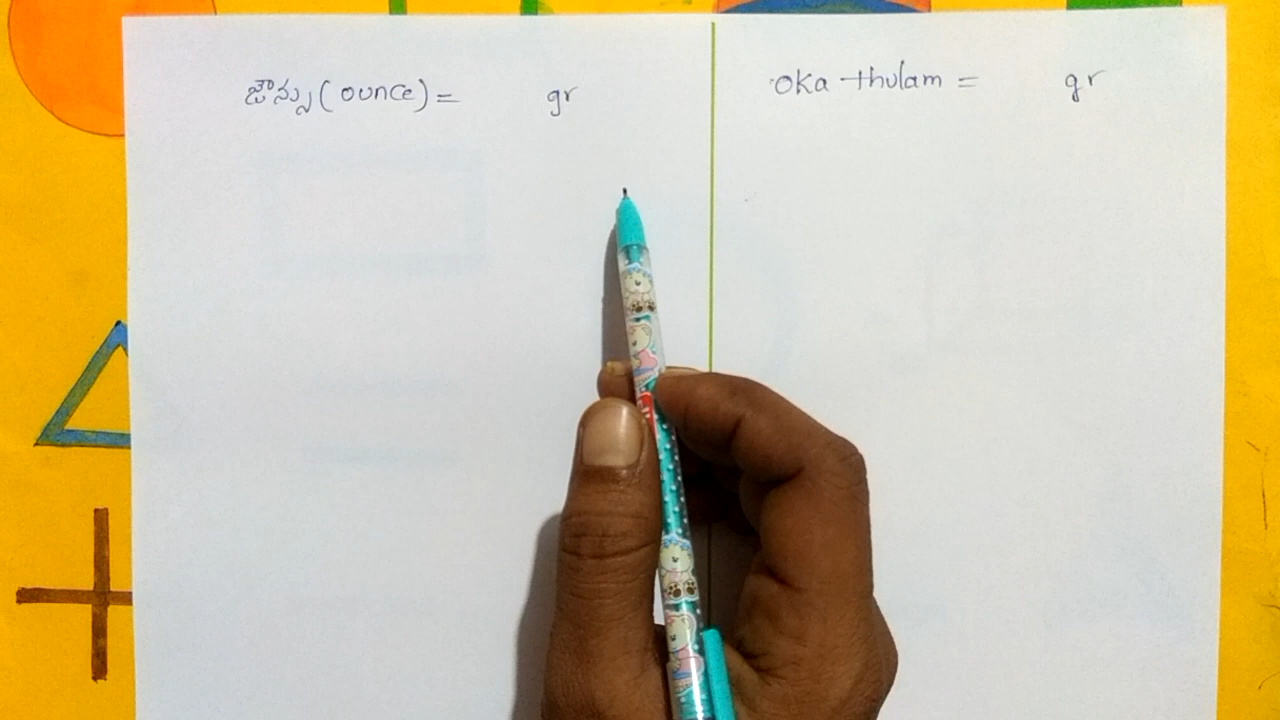 ఔన్సు (ounce) = gr
oka thulam = gr